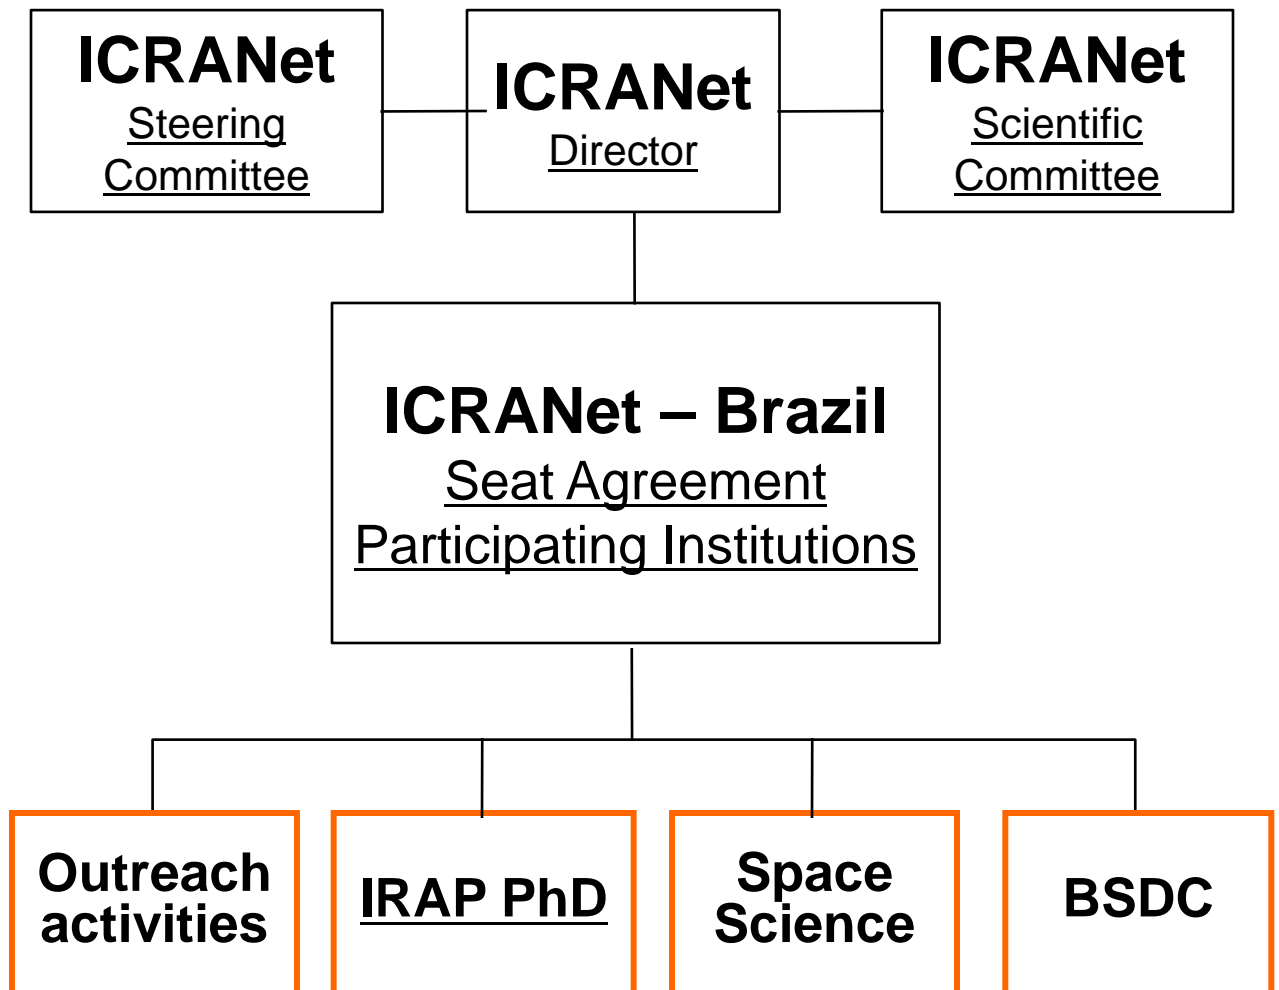 ICRANet
Steering
Committee
ICRANet
Director
ICRANet
Scientific
Committee
ICRANet – Brazil
Seat Agreement
Participating Institutions
Outreach
activities
IRAP PhD
Space
Science
BSDC